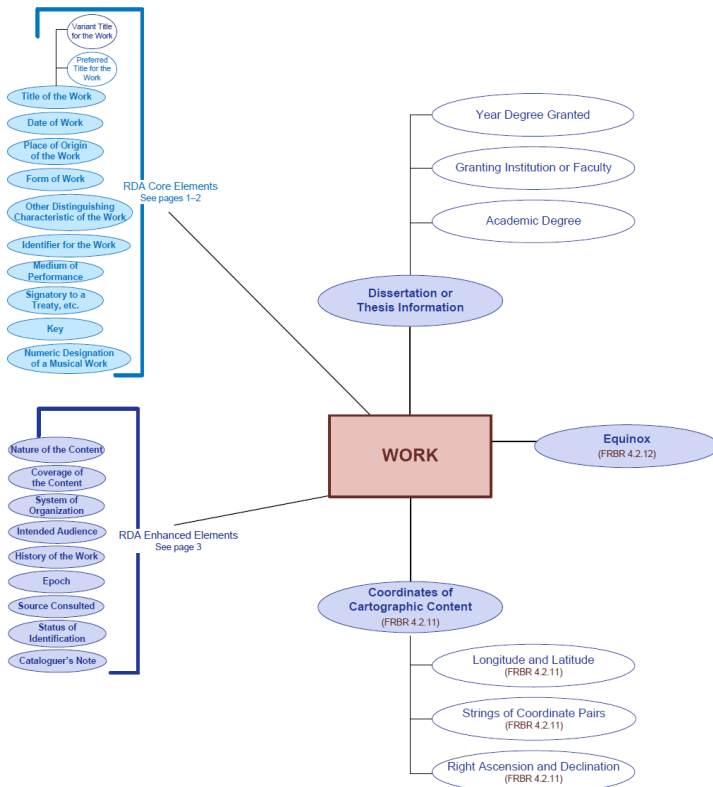 Variant Title
for the Work
Preferred
Title for the
Work
Title of the Work
Date of Work
Place of Origin
of the Work
Form of Work
Other Distinguishing
Characteristic of the Work
Identifier for the Work
Medium of
Performance
Signatory to a
Treaty, etc.
Key
Numeric Designation
of a Musical Work
RDA Core Elements
See pages 1–2
Year Degree Granted
Granting Institution or Faculty
Academic Degree
Dissertation or
Thesis Information
WORK
Equinox
(FRBR 4.2.12)
Nature of the Content
Coverage of
the Content
System of
Organization
Intended Audience
History of the Work
Epoch
Source Consulted
Status of
Identification
Cataloguer's Note
RDA Enhanced Elements
See page 3
Coordinates of
Cartographic Content
(FRBR 4.2.11)
Longitude and Latitude
(FRBR 4.2.11)
Strings of Coordinate Pairs
(FRBR 4.2.11)
Right Ascension and Declination
(FRBR 4.2.11)